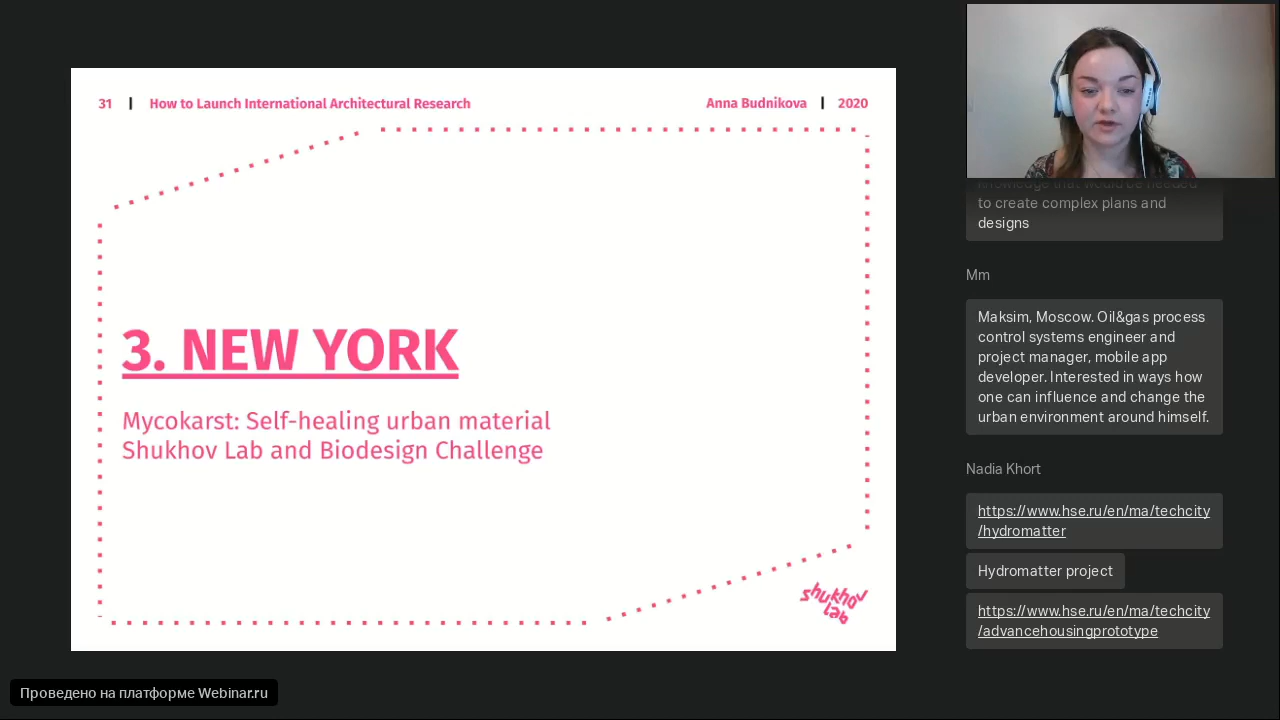 31 | How to Launch International Architectural Research
Anna Budnikova | 2020
3. NEW YORK
Mycokarst: Self-healing urban material
Shukhov Lab and Biodesign Challenge
shukhov
lab
knowledge that would be needed
to create complex plans and
designs
Mm
Maksim, Moscow. Oil&gas process
control systems engineer and
project manager, mobile app
developer. Interested in ways how
one can influence and change the
urban environment around himself.
Nadia Khort
https://www.hse.ru/en/ma/techcity
/hydromatter
Hydromatter project
https://www.hse.ru/en/ma/techcity
/advancehousingprototype
Проведено на платформе Webinar.ru